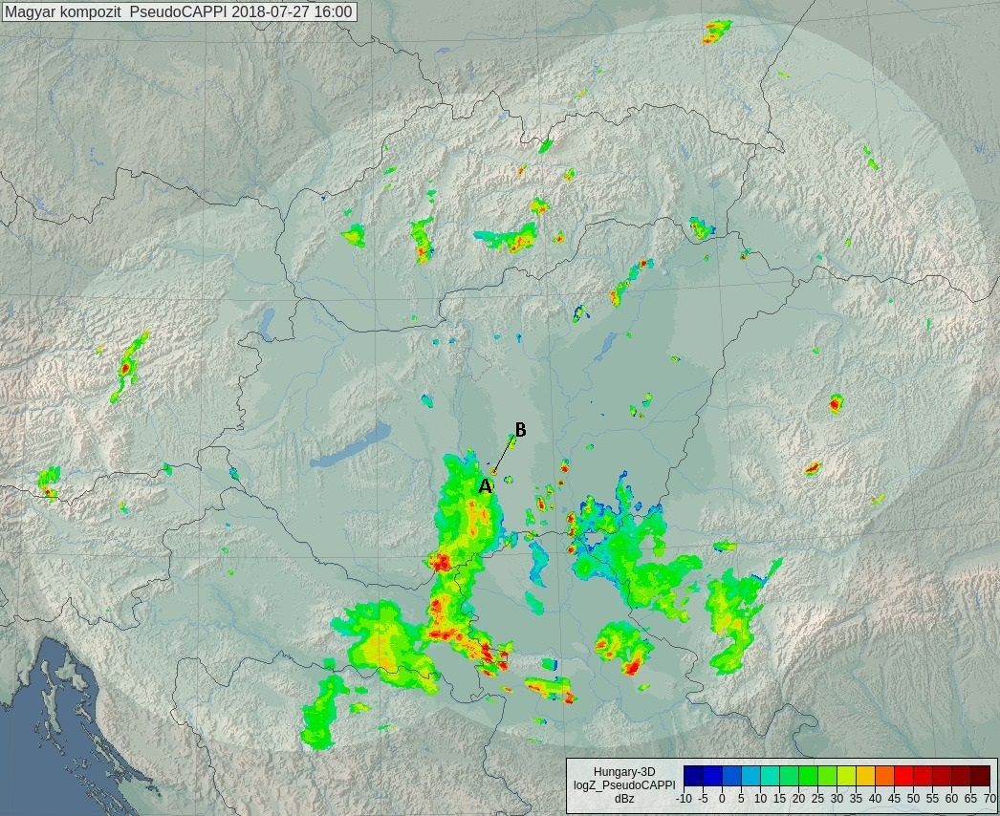 Magyar kompozit PseudoCAPPI 2018-07-27 16:00
B
A
Hungary-3D
logZ_PseudoCAPPI
dBz
-10 -5 0 5 10 15 20 25 30 35 40 45 50 55 60 65 70